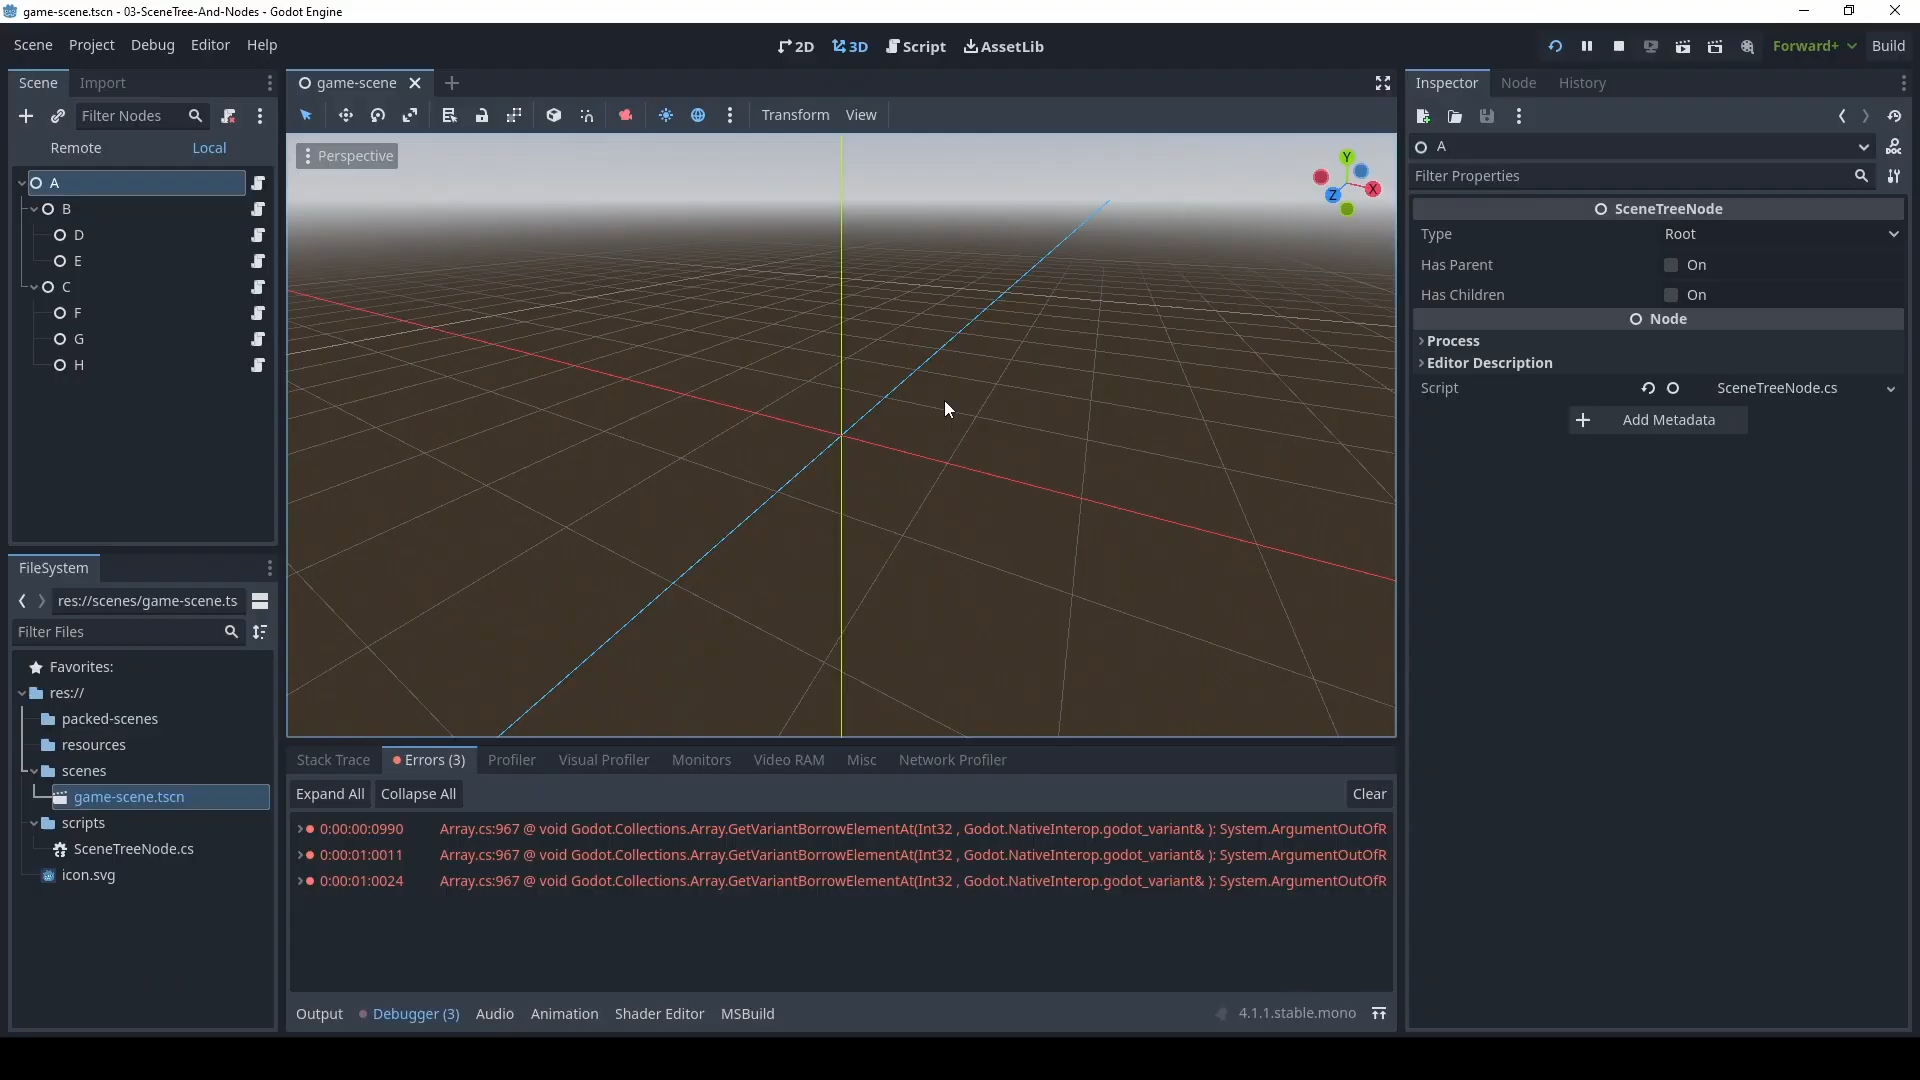 game-scene.tscn - 03-SceneTree-And-Nodes - Godot Engine
Scene Project Debug Editor Help
2D 3D Script AssetLib
Forward+ Build
Scene Import
Filter Nodes
Remote Local
A
B
D
E
C
F
G
H
FileSystem
res://scenes/game-scene.ts
Filter Files
Favorites:
res://
packed-scenes
resources
scenes
game-scene.tscn
scripts
SceneTreeNode.cs
icon.svg
game-scene
Transform View
Perspective
Y
X
Z
Stack Trace Errors (3) Profiler Visual Profiler Monitors Video RAM Misc Network Profiler
Expand All Collapse All Clear
0:00:00:0990 Array.cs:967 @ void Godot.Collections.Array.GetVariantBorrowElementAt(Int32 , Godot.NativeInterop.godot_variant& ): System.ArgumentOutOfR
0:00:01:0011 Array.cs:967 @ void Godot.Collections.Array.GetVariantBorrowElementAt(Int32 , Godot.NativeInterop.godot_variant& ): System.ArgumentOutOfR
0:00:01:0024 Array.cs:967 @ void Godot.Collections.Array.GetVariantBorrowElementAt(Int32 , Godot.NativeInterop.godot_variant& ): System.ArgumentOutOfR
Output Debugger (3) Audio Animation Shader Editor MSBuild 4.1.1.stable.mono
Inspector Node History
A
DOC
Filter Properties
SceneTreeNode
Type Root
Has Parent On
Has Children On
Node
Process
Editor Description
Script SceneTreeNode.cs
Add Metadata